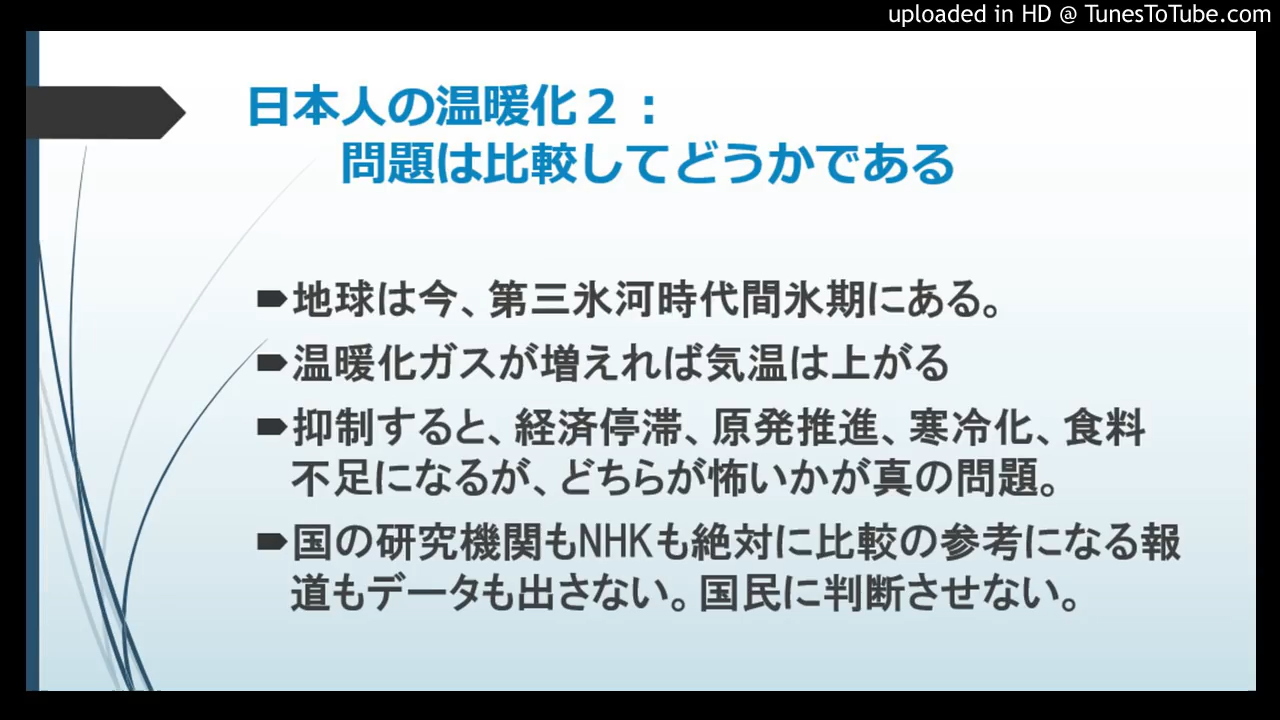 uploaded in HD @ TunesToTube.com
日本人の温暖化２：
問題は比較してどうかである
地球は今、第三氷河時代間氷期にある。
温暖化ガスが増えれば気温は上がる
抑制すると、経済停滞、原発推進、寒冷化、食料
不足になるが、どちらが怖いかが真の問題。
国の研究機関もNHKも絶対に比較の参考になる報
道もデータも出さない。国民に判断させない。